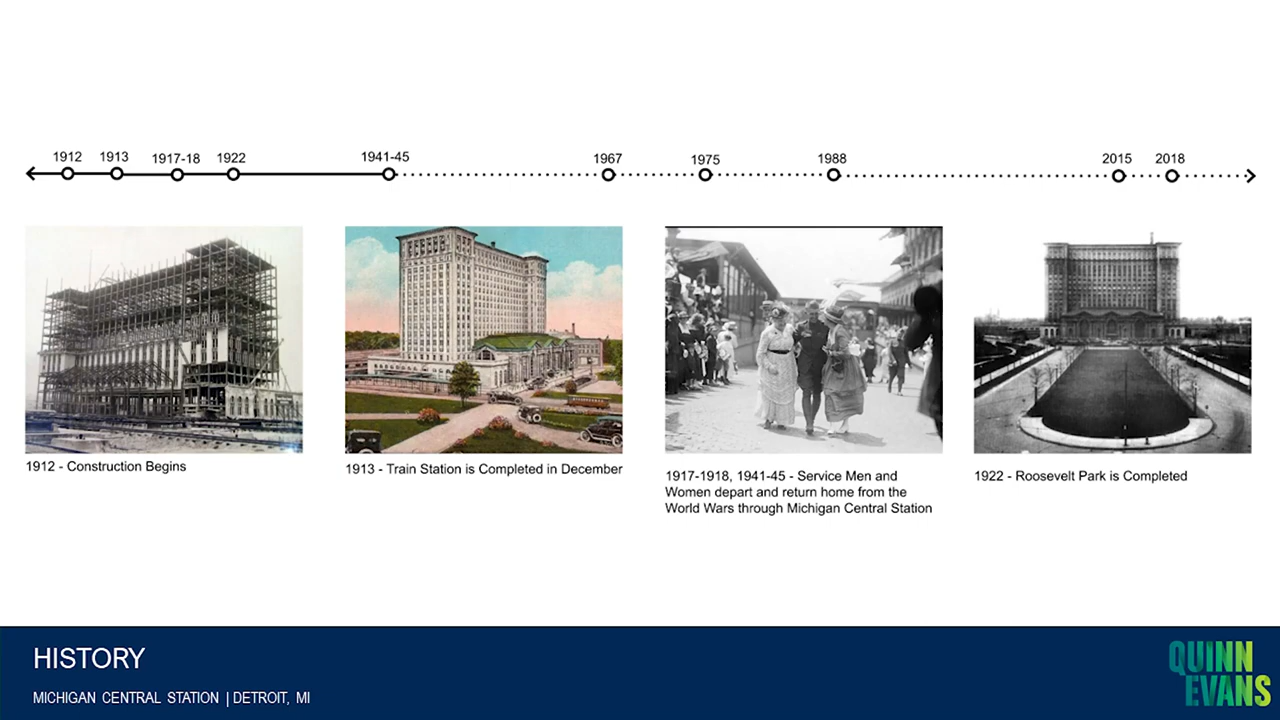 1912 1913 1917-18 1922 1941-45 1967 1975 1988 2015 2018
1912 - Construction Begins
1913 - Train Station is Completed in December
1917-1918, 1941-45 - Service Men and
Women depart and return home from the
World Wars through Michigan Central Station
1922 - Roosevelt Park is Completed
HISTORY
MICHIGAN CENTRAL STATION | DETROIT, MI
QUINN
EVANS